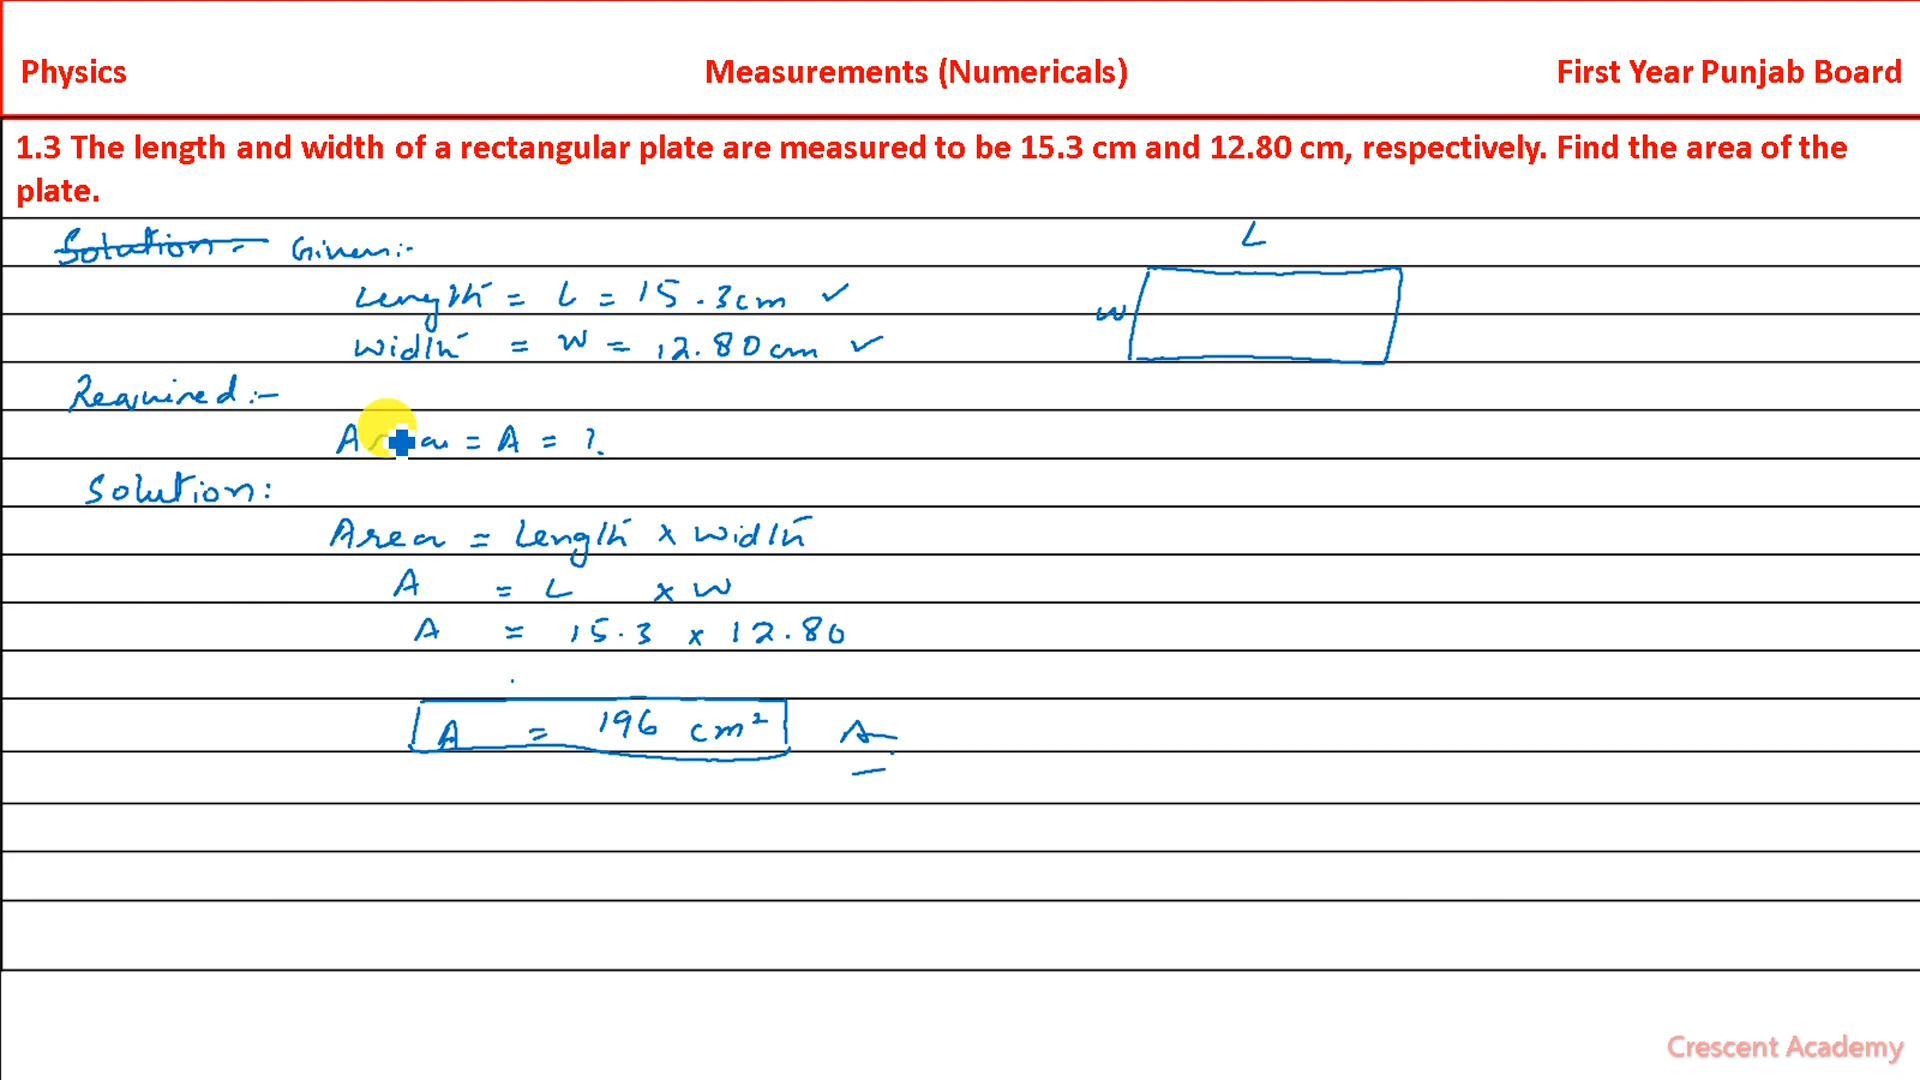 Physics Measurements (Numericals) First Year Punjab Board
1.3 The length and width of a rectangular plate are measured to be 15.3 cm and 12.80 cm, respectively. Find the area of the
plate.
Solution:- Given:-
L
Length = L = 15.3cm ✓
w
Width = W = 12.80cm ✓
Required:-
Area = A = ?
Solution:
Area = Length x Width
A = L x W
A = 15.3 x 12.80
A = 196 cm²
Crescent Academy